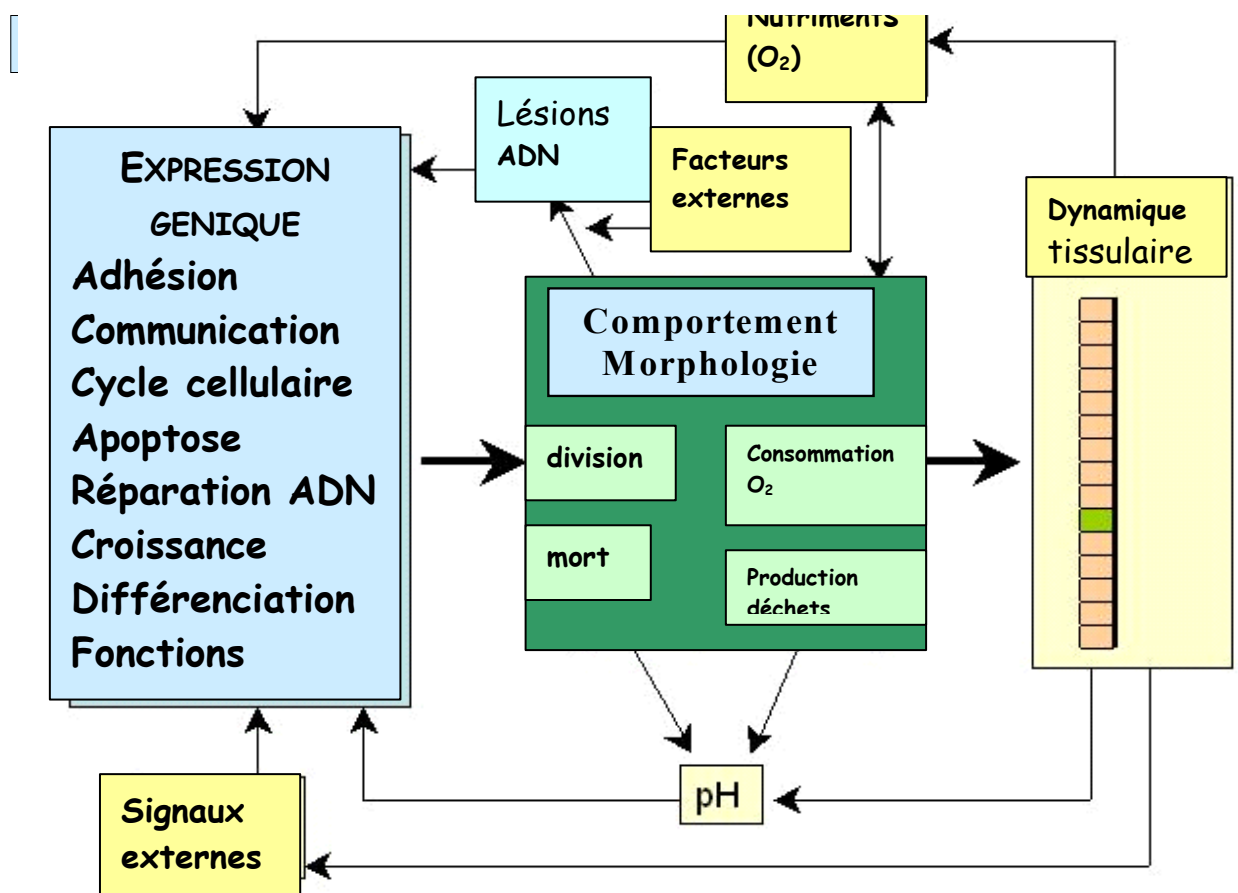 Nutriments
(O₂)
Lésions
ADN
Facteurs
externes
EXPRESSION
GENIQUE
Adhésion
Communication
Cycle cellulaire
Apoptose
Réparation ADN
Croissance
Différenciation
Fonctions
Comportement
Morphologie
division
mort
Consommation
O₂
Production
déchets
Dynamique
tissulaire
pH
Signaux
externes